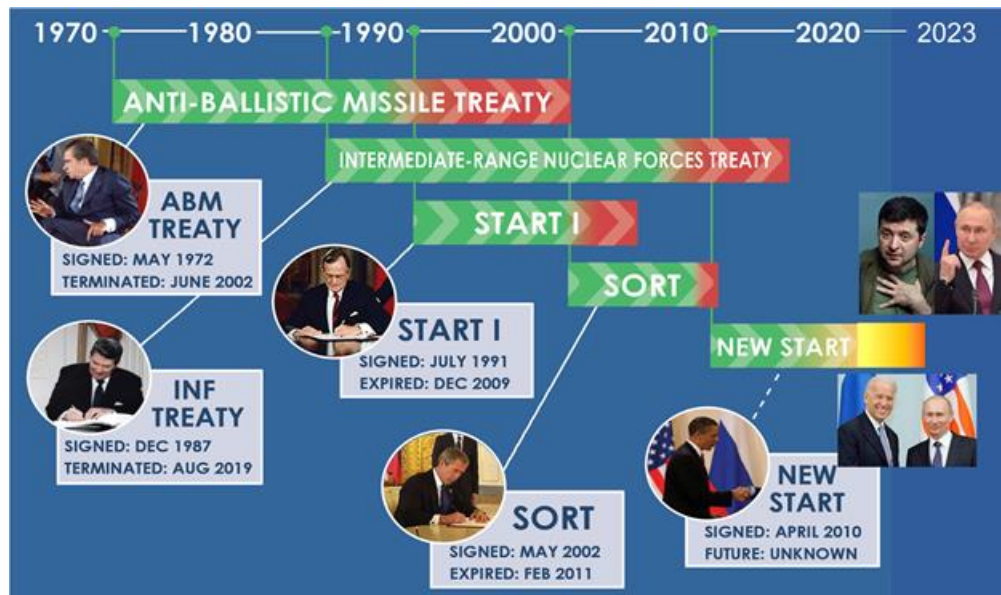 1970 1980 1990 2000 2010 2020 2023
ANTI-BALLISTIC MISSILE TREATY
INTERMEDIATE-RANGE NUCLEAR FORCES TREATY
ABM
TREATY
SIGNED: MAY 1972
TERMINATED: JUNE 2002
START I
SORT
START I
SIGNED: JULY 1991
EXPIRED: DEC 2009
NEW START
INF
TREATY
SIGNED: DEC 1987
TERMINATED: AUG 2019
SORT
SIGNED: MAY 2002
EXPIRED: FEB 2011
NEW
START
SIGNED: APRIL 2010
FUTURE: UNKNOWN